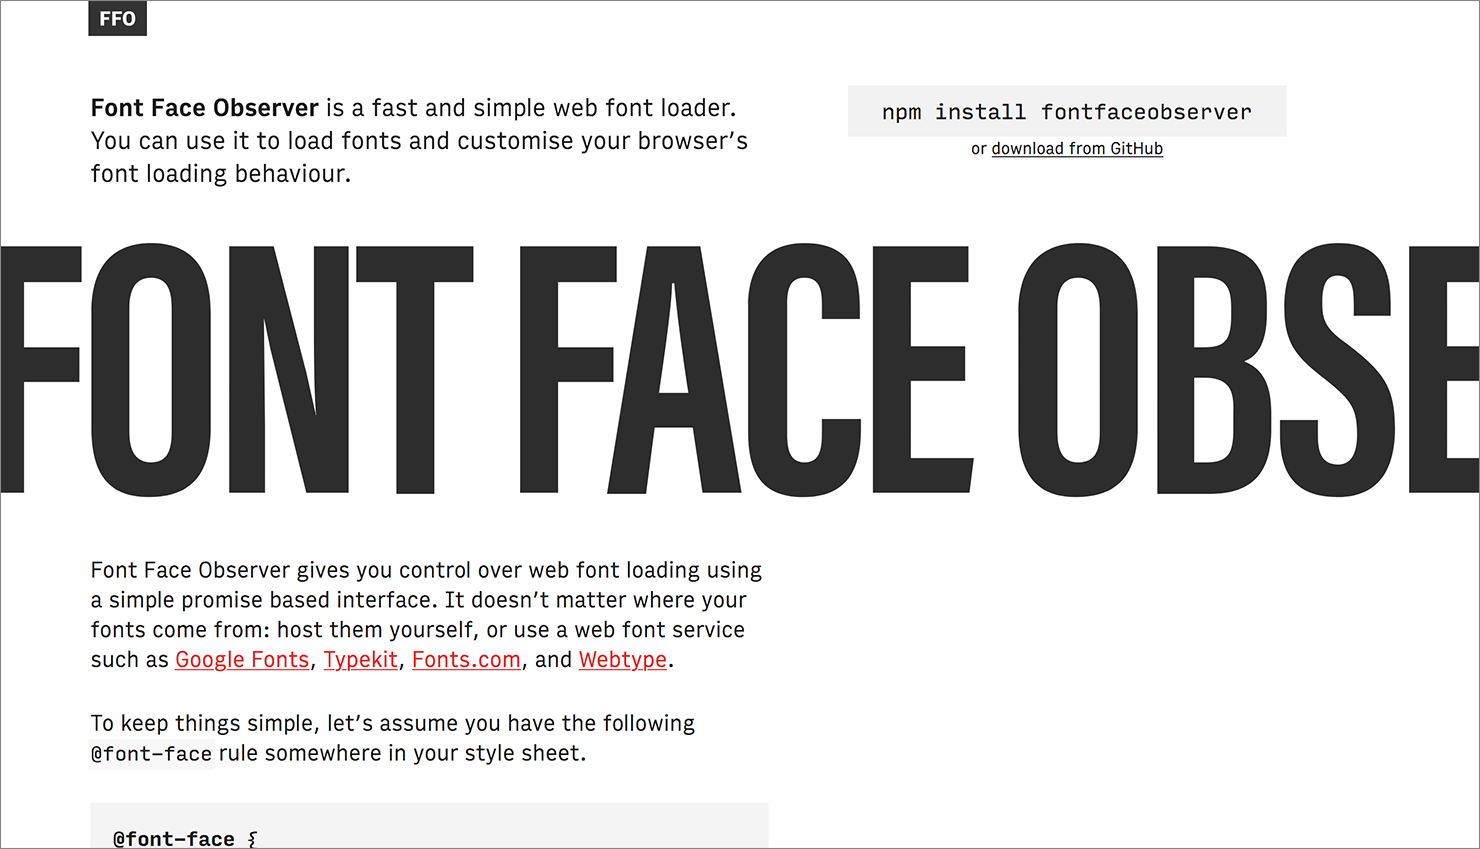 FFO
Font Face Observer is a fast and simple web font loader.
You can use it to load fonts and customise your browser’s
font loading behaviour.
npm install fontfaceobserver
or download from GitHub
FONT FACE OBSE
Font Face Observer gives you control over web font loading using
a simple promise based interface. It doesn’t matter where your
fonts come from: host them yourself, or use a web font service
such as Google Fonts, Typekit, Fonts.com, and Webtype.
To keep things simple, let’s assume you have the following
@font-face rule somewhere in your style sheet.
@font-face {